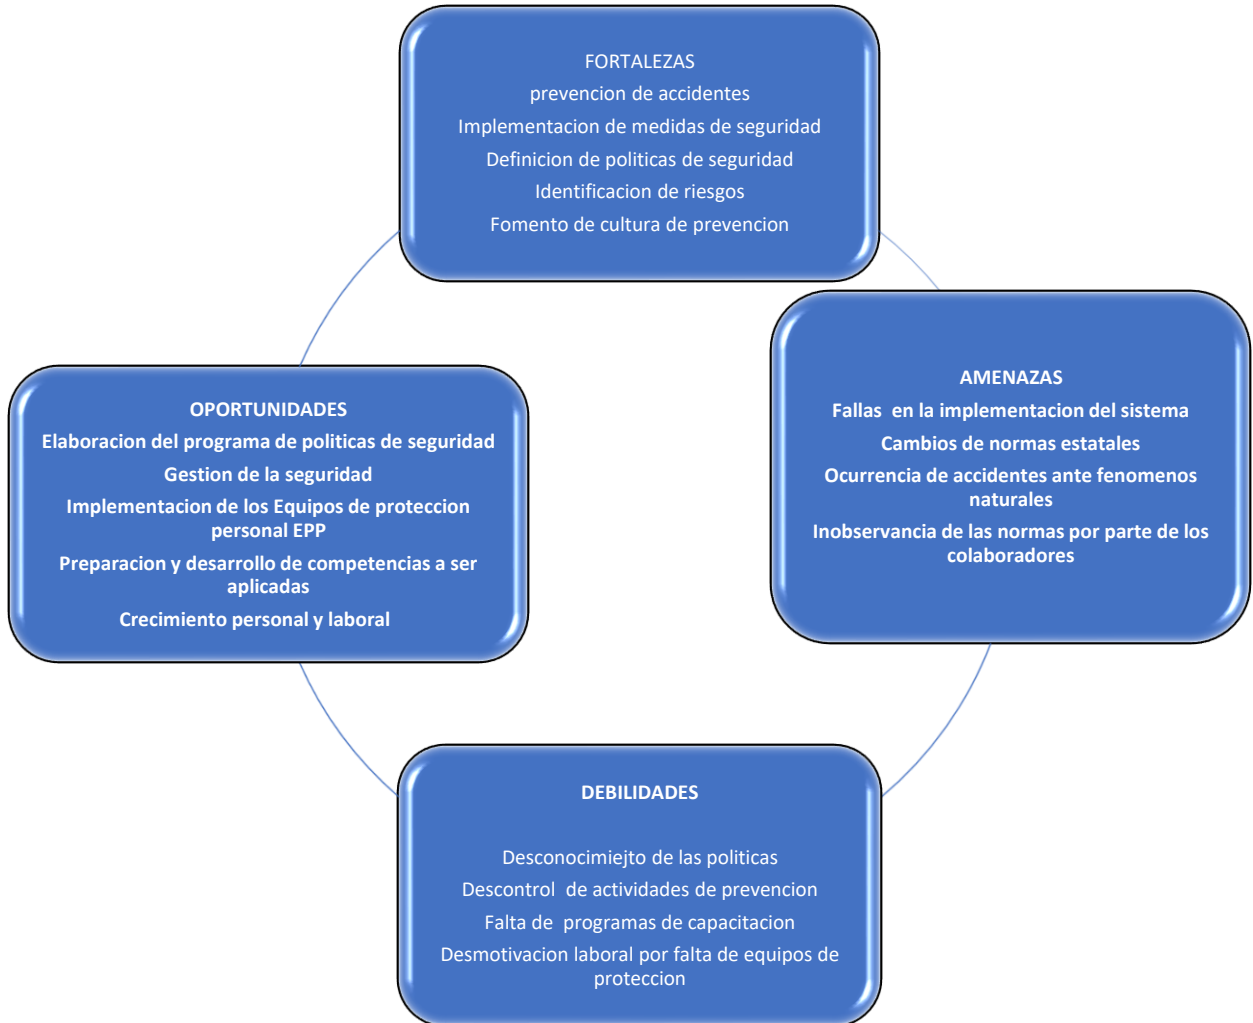 FORTALEZAS
prevencion de accidentes
Implementacion de medidas de seguridad
Definicion de politicas de seguridad
Identificacion de riesgos
Fomento de cultura de prevencion
AMENAZAS
Fallas  en la implementacion del sistema
Cambios de normas estatales
Ocurrencia de accidentes ante fenomenos
naturales
Inobservancia de las normas por parte de los
colaboradores
OPORTUNIDADES
Elaboracion del programa de politicas de seguridad
Gestion de la seguridad
Implementacion de los Equipos de proteccion
personal EPP
Preparacion y desarrollo de competencias a ser
aplicadas
Crecimiento personal y laboral
DEBILIDADES
Desconocimiejto de las politicas
Descontrol  de actividades de prevencion
Falta de  programas de capacitacion
Desmotivacion laboral por falta de equipos de
proteccion